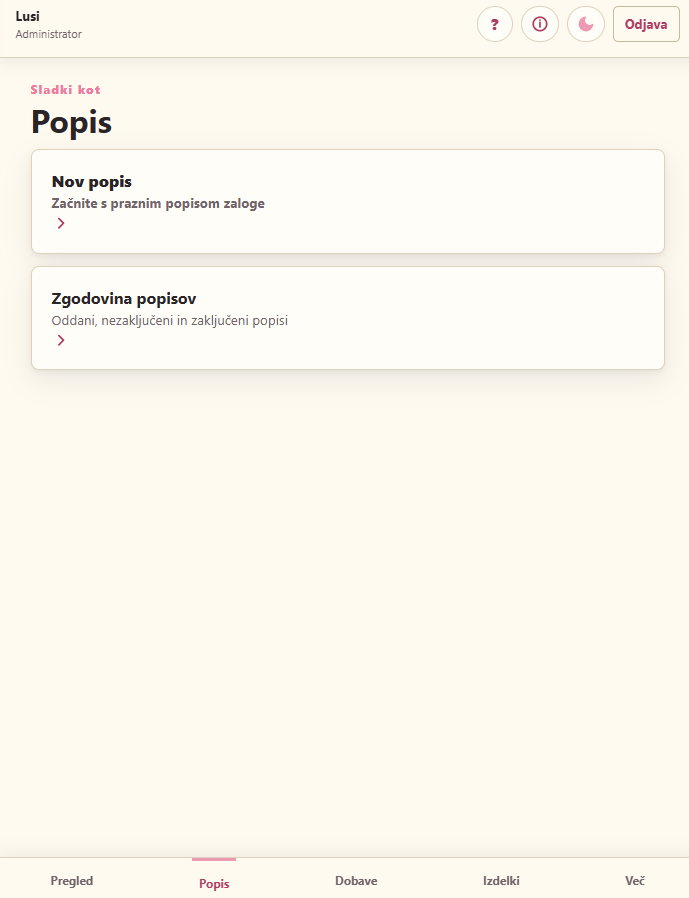 Lusi
Administrator
?
Odjava
Sladki kot
Popis
Nov popis
Začnite s praznim popisom zaloge
Zgodovina popisov
Oddani, nezaključeni in zaključeni popisi
Pregled
Popis
Dobave
Izdelki
Več